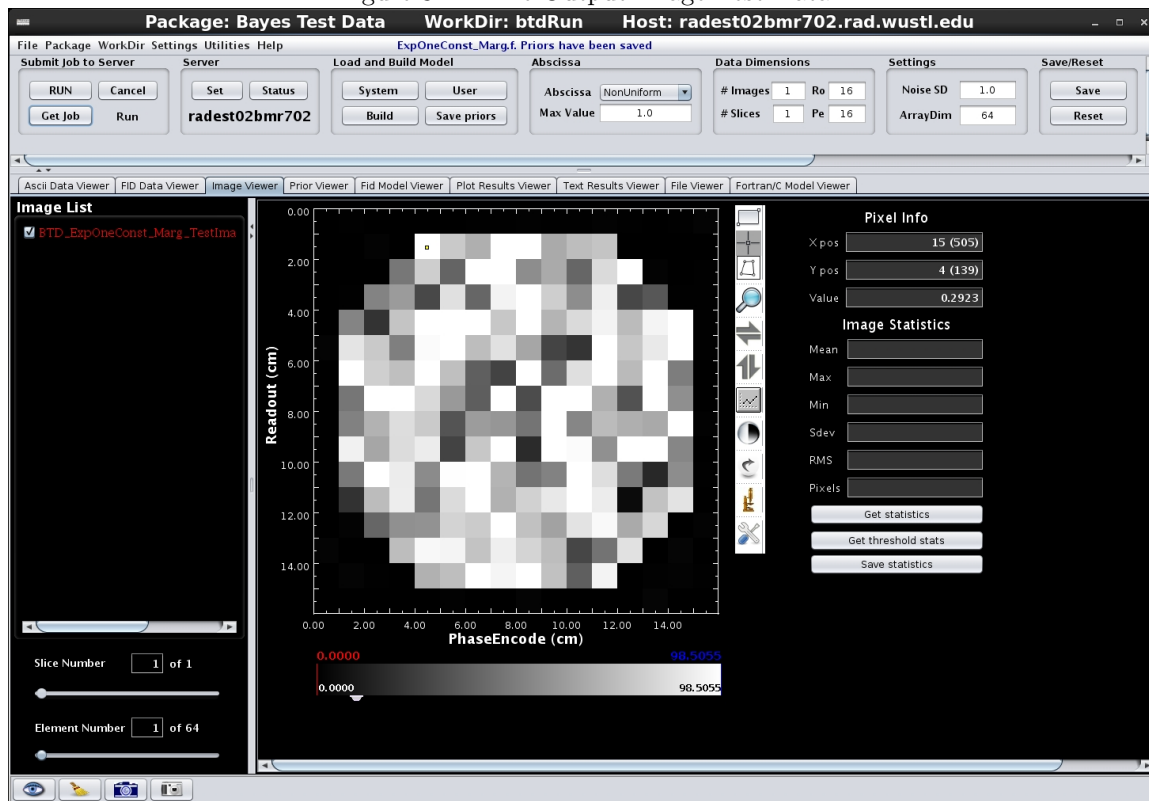 Package: Bayes Test Data WorkDir: btdRun Host: radest02bmr702.rad.wustl.edu
File Package WorkDir Settings Utilities Help ExpOneConst_Marg.f. Priors have been saved
Submit Job to Server Server Load and Build Model Abscissa Data Dimensions Settings Save/Reset
RUN Cancel Set Status System User Abscissa NonUniform # Images 1 Ro 16 Noise SD 1.0 Save
Get Job Run radest02bmr702 Build Save priors Max Value 1.0 # Slices 1 Pe 16 ArrayDim 64 Reset
Ascii Data Viewer FID Data Viewer Image Viewer Prior Viewer Fid Model Viewer Plot Results Viewer Text Results Viewer File Viewer Fortran/C Model Viewer
Image List
BTD_ExpOneConst_Marg_TestIma
0.00
2.00
4.00
6.00
8.00
10.00
12.00
14.00
Readout (cm)
0.00 2.00 4.00 6.00 8.00 10.00 12.00 14.00
PhaseEncode (cm)
0.0000 98.5055
0.0000 98.5055
Pixel Info
X pos 15 (505)
Y pos 4 (139)
Value 0.2923
Image Statistics
Mean
Max
Min
Sdev
RMS
Pixels
Get statistics
Get threshold stats
Save statistics
Slice Number 1 of 1
Element Number 1 of 64